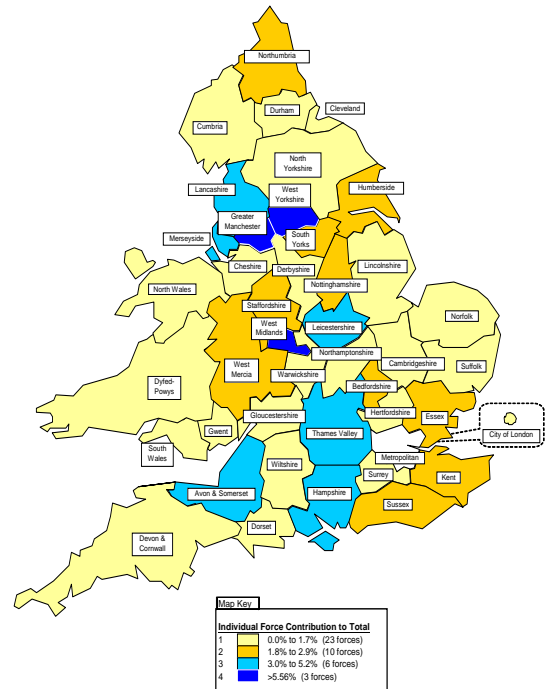 Northumbria
Durham
Cleveland
Cumbria
North
Yorkshire
Lancashire
West
Yorkshire
Humberside
Greater
Manchester
South
Yorks
Merseyside
Cheshire
Derbyshire
Lincolnshire
North Wales
Nottinghamshire
Staffordshire
Norfolk
West
Midlands
Leicestershire
Northamptonshire
Cambridgeshire
Suffolk
West
Mercia
Warwickshire
Dyfed-
Powys
Bedfordshire
Gloucestershire
Hertfordshire
Essex
Gwent
Thames Valley
City of London
South
Wales
Metropolitan
Wiltshire
Surrey
Kent
Avon & Somerset
Hampshire
Sussex
Dorset
Devon &
Cornwall
Map Key
Individual Force Contribution to Total
1 0.0% to 1.7% (23 forces)
2 1.8% to 2.9% (10 forces)
3 3.0% to 5.2% (6 forces)
4 >5.56% (3 forces)